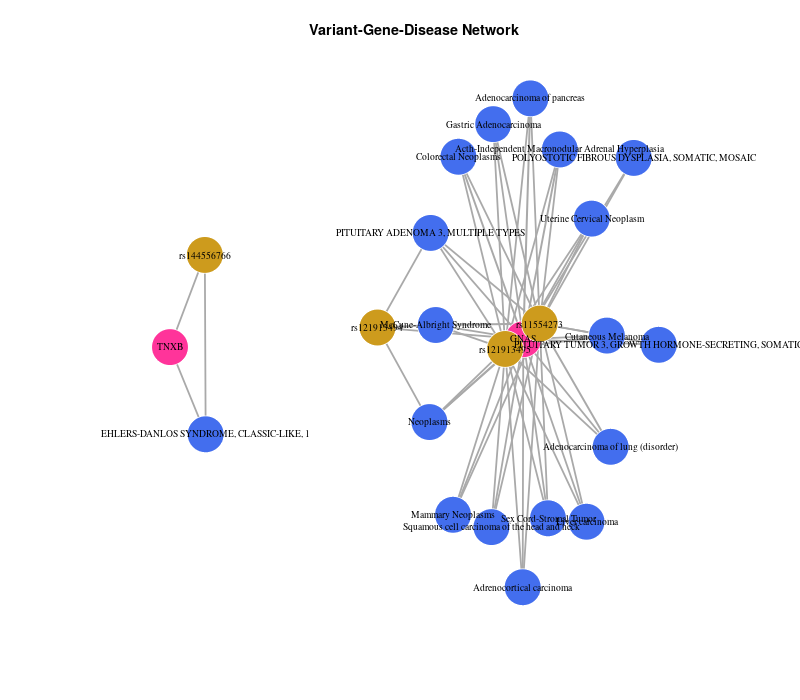 Variant-Gene-Disease Network
Adenocarcinoma of pancreas
Gastric Adenocarcinoma
Acth-Independent Macronodular Adrenal Hyperplasia
Colorectal Neoplasms
POLYOSTOTIC FIBROUS DYSPLASIA, SOMATIC, MOSAIC
Uterine Cervical Neoplasm
PITUITARY ADENOMA 3, MULTIPLE TYPES
rs144556766
rs11554273
McCune-Albright Syndrome
Cutaneous Melanoma
GNAS
PITUITARY TUMOR 3, GROWTH HORMONE-SECRETING, SOMATIC
TNXB
rs121913495
Neoplasms
EHLERS-DANLOS SYNDROME, CLASSIC-LIKE, 1
Adenocarcinoma of lung (disorder)
Mammary Neoplasms
Sex Cord-Stromal Tumor
Squamous cell carcinoma of the head and neck
Adrenocortical carcinoma